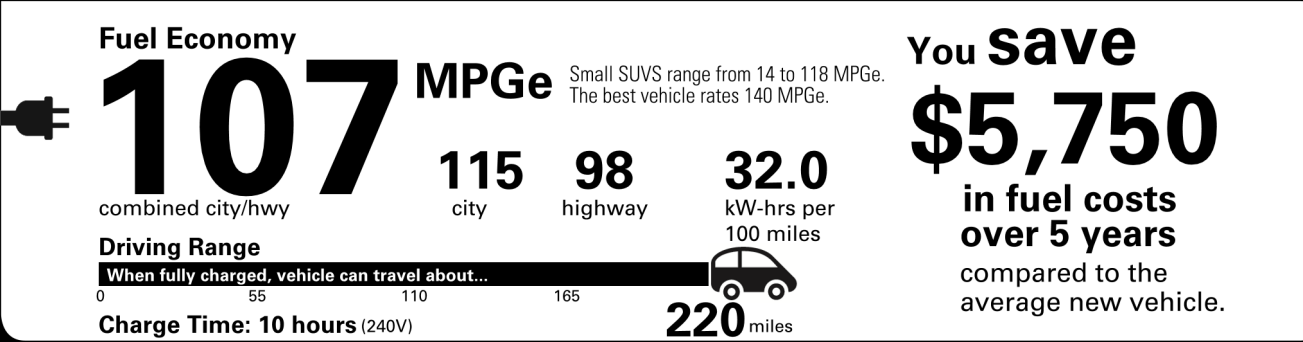 Fuel Economy
107 MPGe
combined city/hwy
Small SUVS range from 14 to 118 MPGe.
The best vehicle rates 140 MPGe.
115
city
98
highway
32.0
kW-hrs per
100 miles
Driving Range
When fully charged, vehicle can travel about...
0 55 110 165
220 miles
Charge Time: 10 hours (240V)
You save
$5,750
in fuel costs
over 5 years
compared to the
average new vehicle.